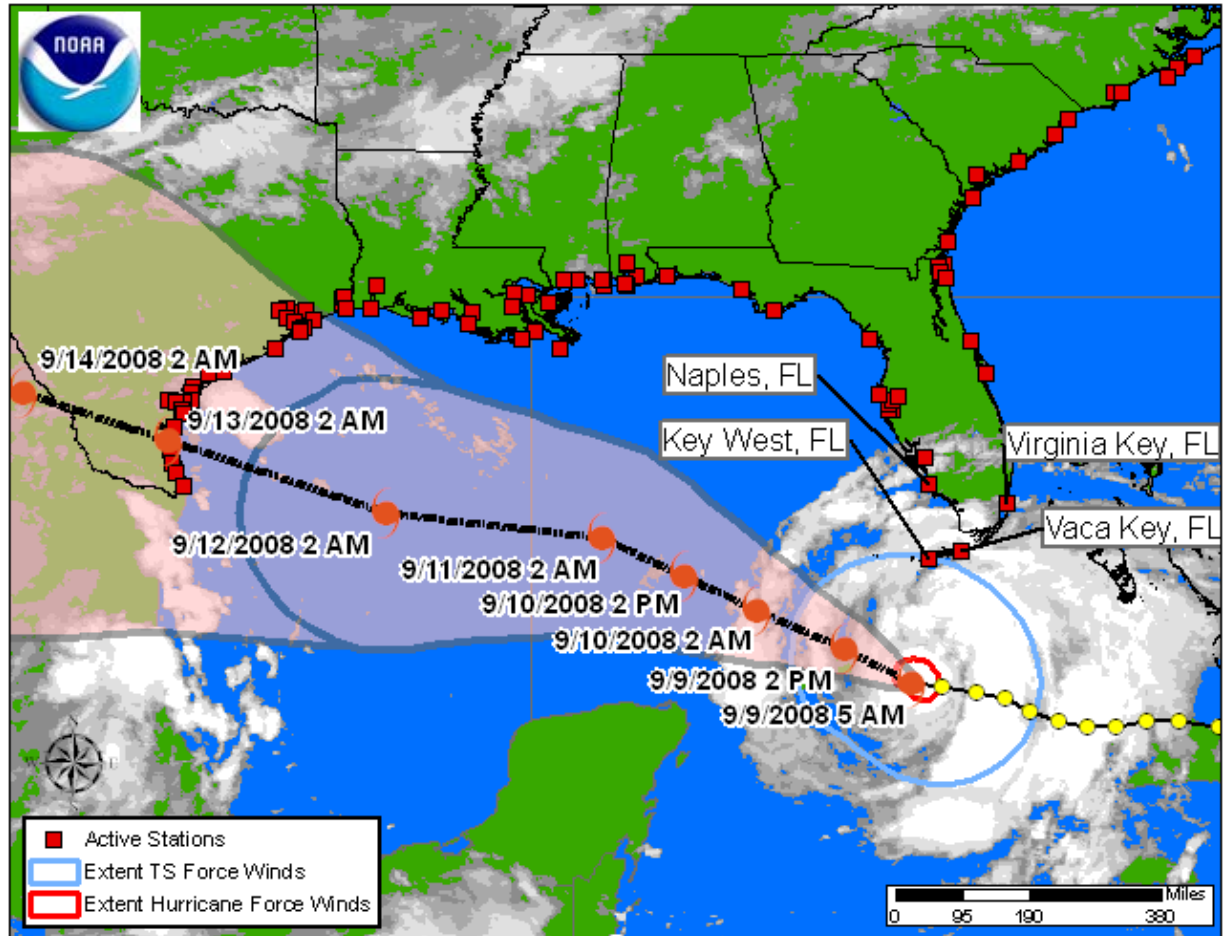 NOAA
9/14/2008 2 AM
9/13/2008 2 AM
9/12/2008 2 AM
9/11/2008 2 AM
9/10/2008 2 PM
9/10/2008 2 AM
9/9/2008 2 PM
9/9/2008 5 AM
Naples, FL
Key West, FL
Virginia Key, FL
Vaca Key, FL
Active Stations
Extent TS Force Winds
Extent Hurricane Force Winds
Miles
0 95 190 380